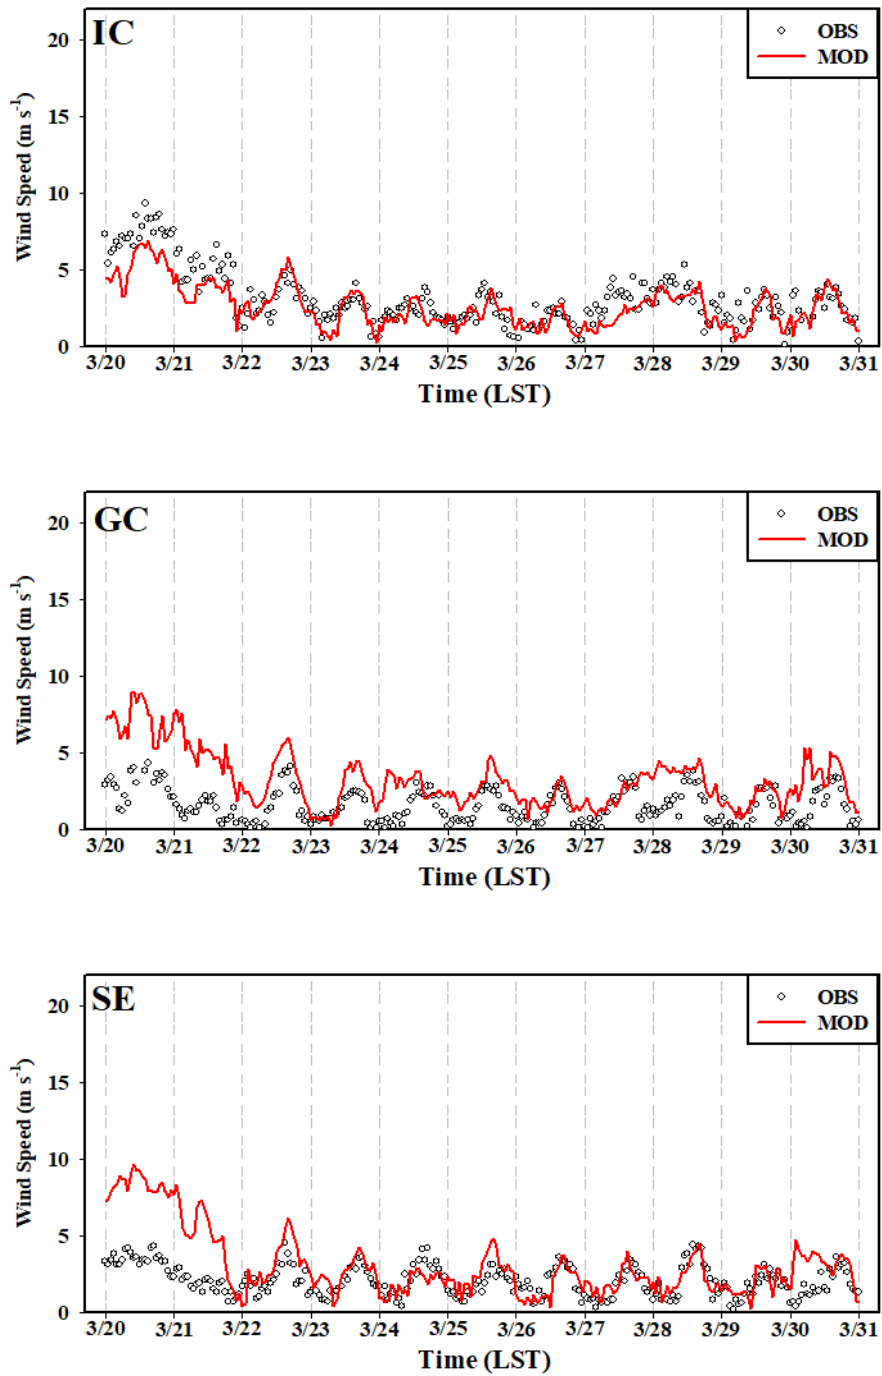 IC
OBS
MOD
20
15
10
5
0
Wind Speed (m s-1)
3/20 3/21 3/22 3/23 3/24 3/25 3/26 3/27 3/28 3/29 3/30 3/31
Time (LST)
GC
OBS
MOD
20
15
10
5
0
Wind Speed (m s-1)
3/20 3/21 3/22 3/23 3/24 3/25 3/26 3/27 3/28 3/29 3/30 3/31
Time (LST)
SE
OBS
MOD
20
15
10
5
0
Wind Speed (m s-1)
3/20 3/21 3/22 3/23 3/24 3/25 3/26 3/27 3/28 3/29 3/30 3/31
Time (LST)